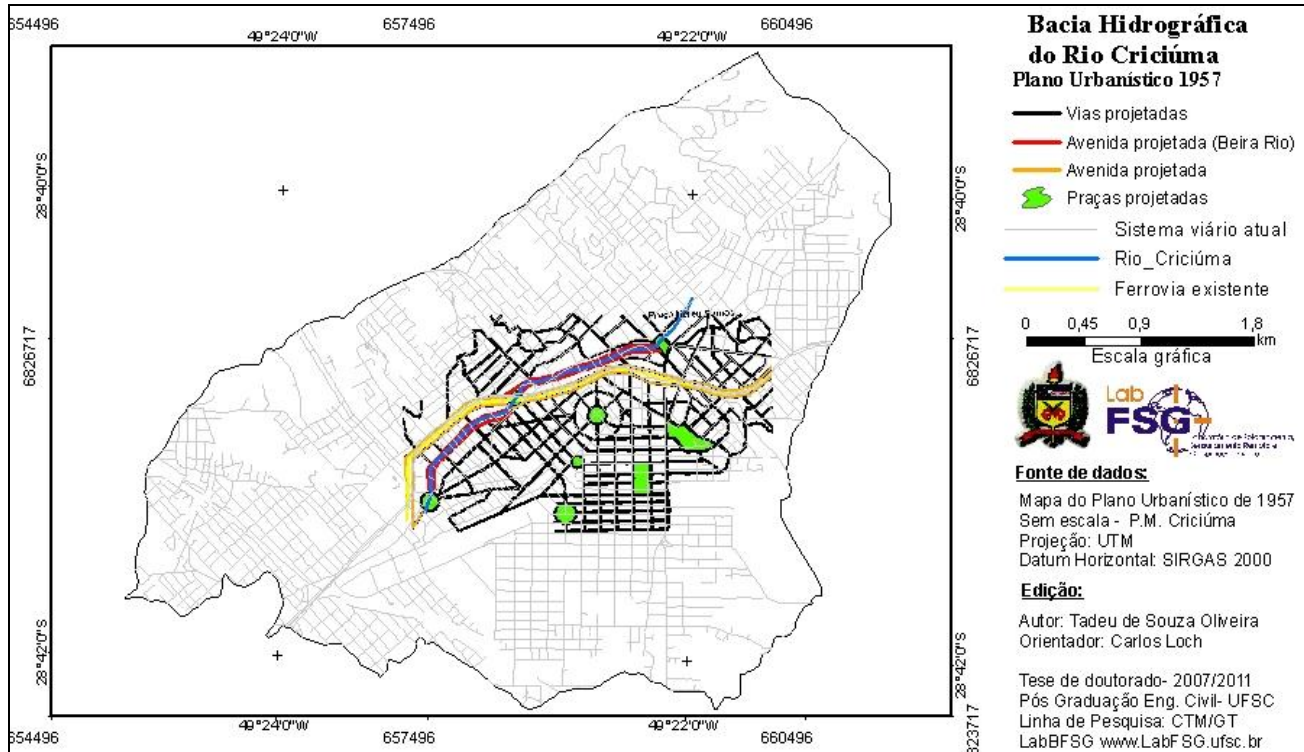 654496 657496 660496
49°24'0"W 49°22'0"W
28°40'0"S
28°40'0"S
6826717
6826717
28°42'0"S
28°42'0"S
49°24'0"W 49°22'0"W
654496 657496 660496
Praça
Bacia Hidrográfica
do Rio Criciúma
Plano Urbanístico 1957
Vias projetadas
Avenida projetada (Beira Rio)
Avenida projetada
Praças projetadas
Sistema viário atual
Rio_Criciúma
Ferrovia existente
0 0,45 0,9 1,8
km
Escala gráfica
Lab
FSG
Fonte de dados:
Mapa do Plano Urbanístico de 1957
Sem escala - P.M. Criciúma
Projeção: UTM
Datum Horizontal: SIRGAS 2000
Edição:
Autor: Tadeu de Souza Oliveira
Orientador: Carlos Loch
Tese de doutorado- 2007/2011
Pós Graduação Eng. Civil- UFSC
Linha de Pesquisa: CTM/GT
LabBFSG www.LabFSG.ufsc.br